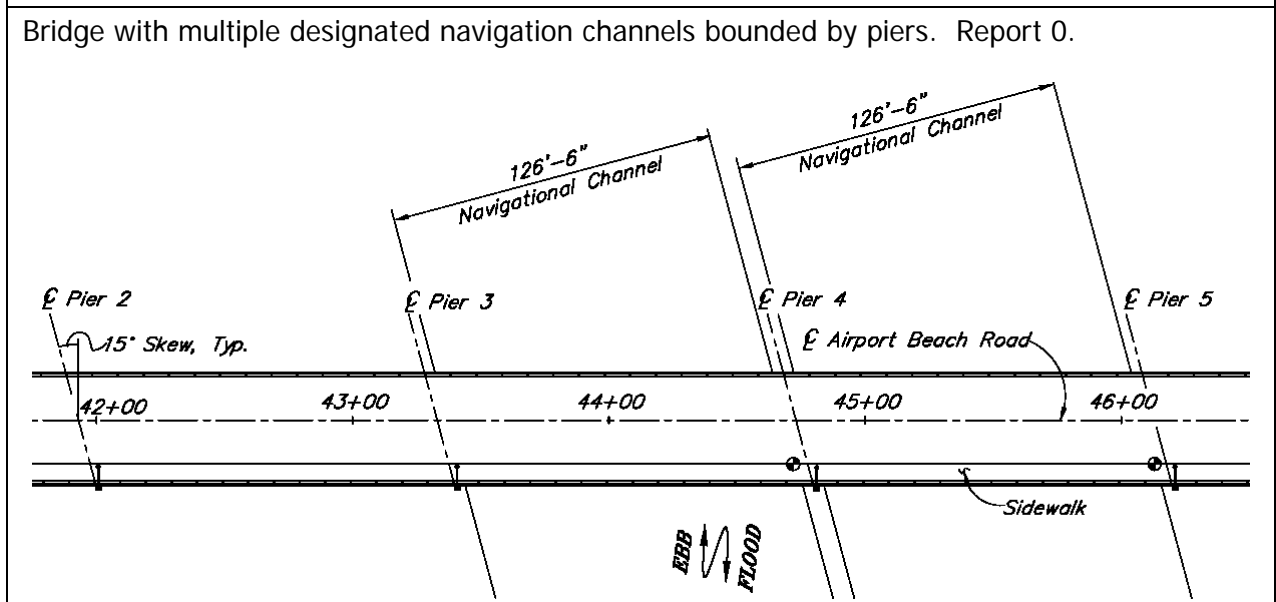 Bridge with multiple designated navigation channels bounded by piers. Report 0.
126'-6"
Navigational Channel
126'-6"
Navigational Channel
℄ Pier 2
℄ Pier 3
℄ Pier 4
℄ Pier 5
15° Skew, Typ.
℄ Airport Beach Road
42+00
43+00
44+00
45+00
46+00
Sidewalk
EBB
FLOOD